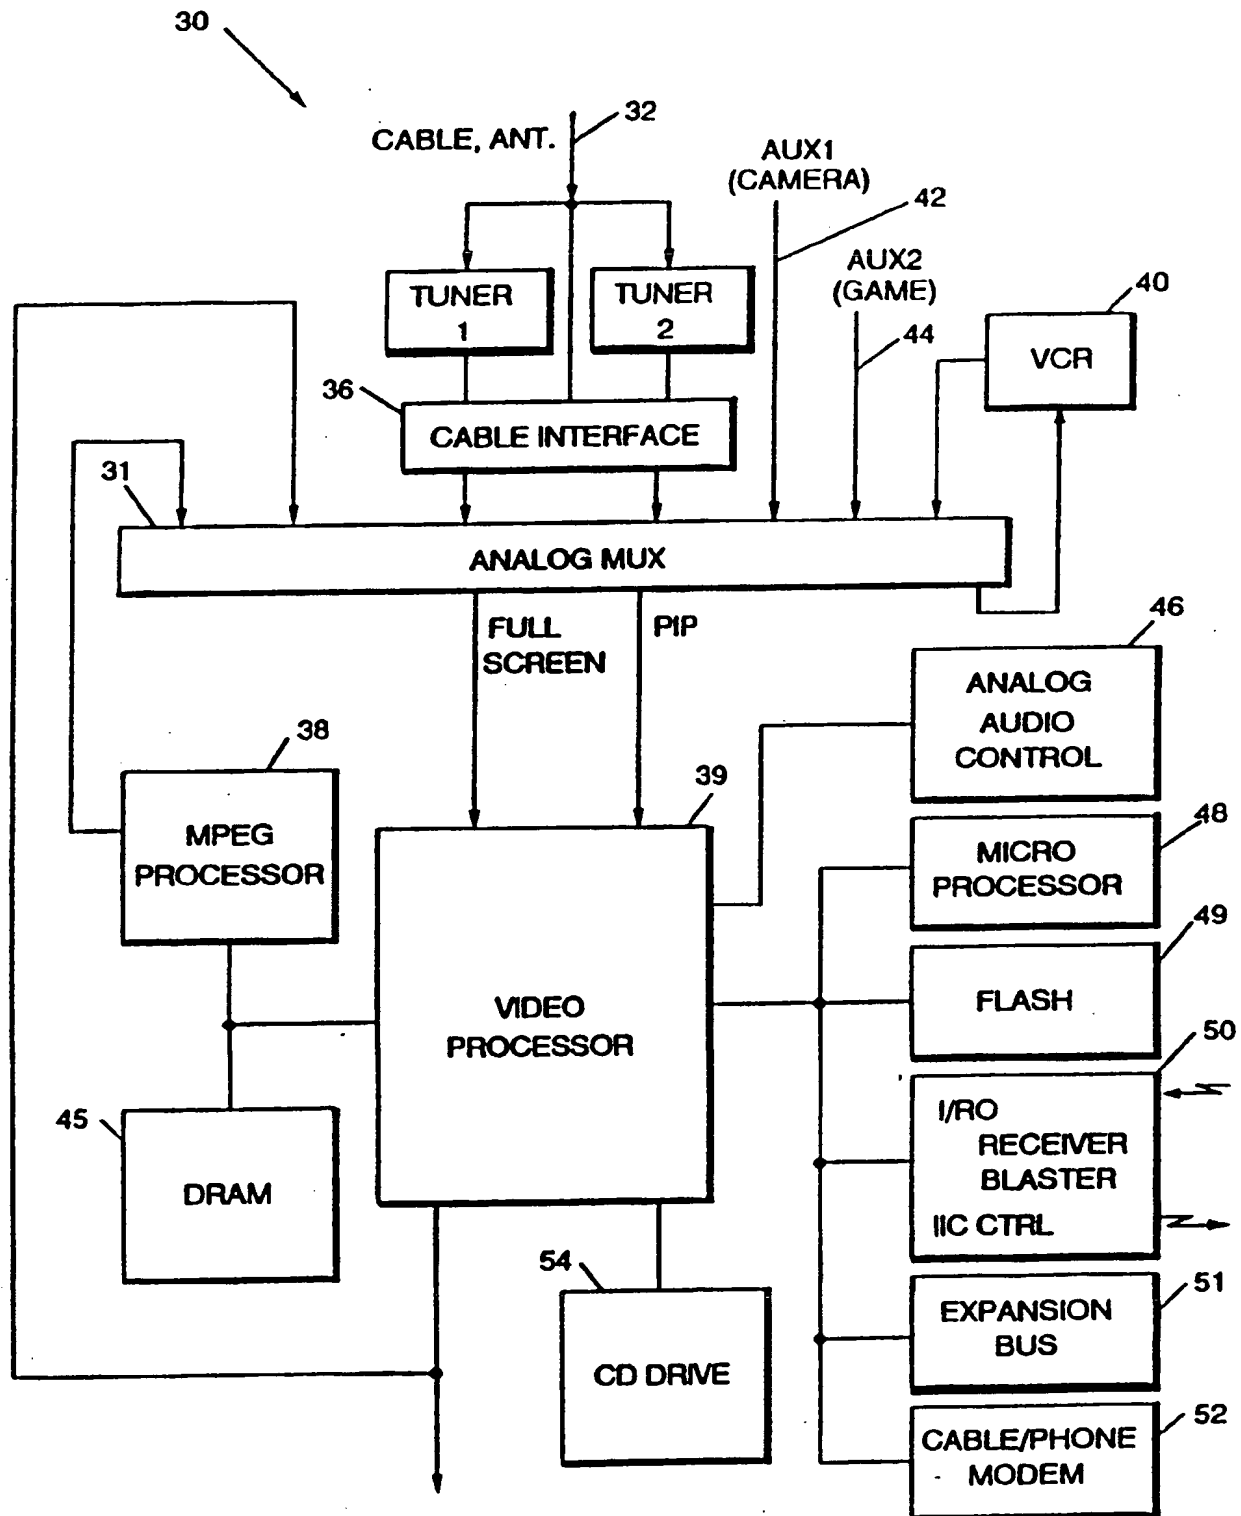 30
32
CABLE, ANT.
AUX1
(CAMERA)
42
AUX2
(GAME)
40
TUNER
1
TUNER
2
44
VCR
36
CABLE INTERFACE
31
ANALOG MUX
FULL
SCREEN
PIP
46
ANALOG
AUDIO
CONTROL
38
MPEG
PROCESSOR
39
48
MICRO
PROCESSOR
49
FLASH
VIDEO
PROCESSOR
50
I/RO
RECEIVER
BLASTER
IIC CTRL
45
DRAM
54
CD DRIVE
51
EXPANSION
BUS
52
CABLE/PHONE
MODEM